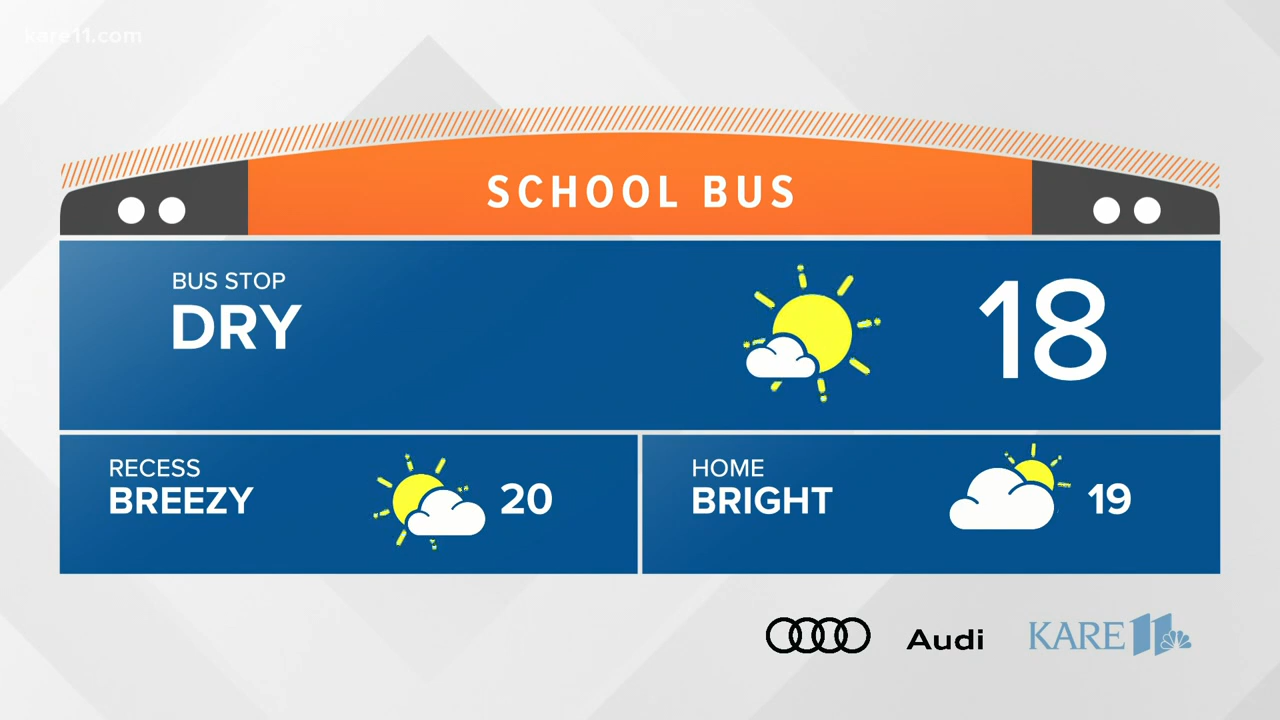 kare11.com
SCHOOL BUS
BUS STOP
DRY
18
RECESS
BREEZY
20
HOME
BRIGHT
19
Audi
KARE 11